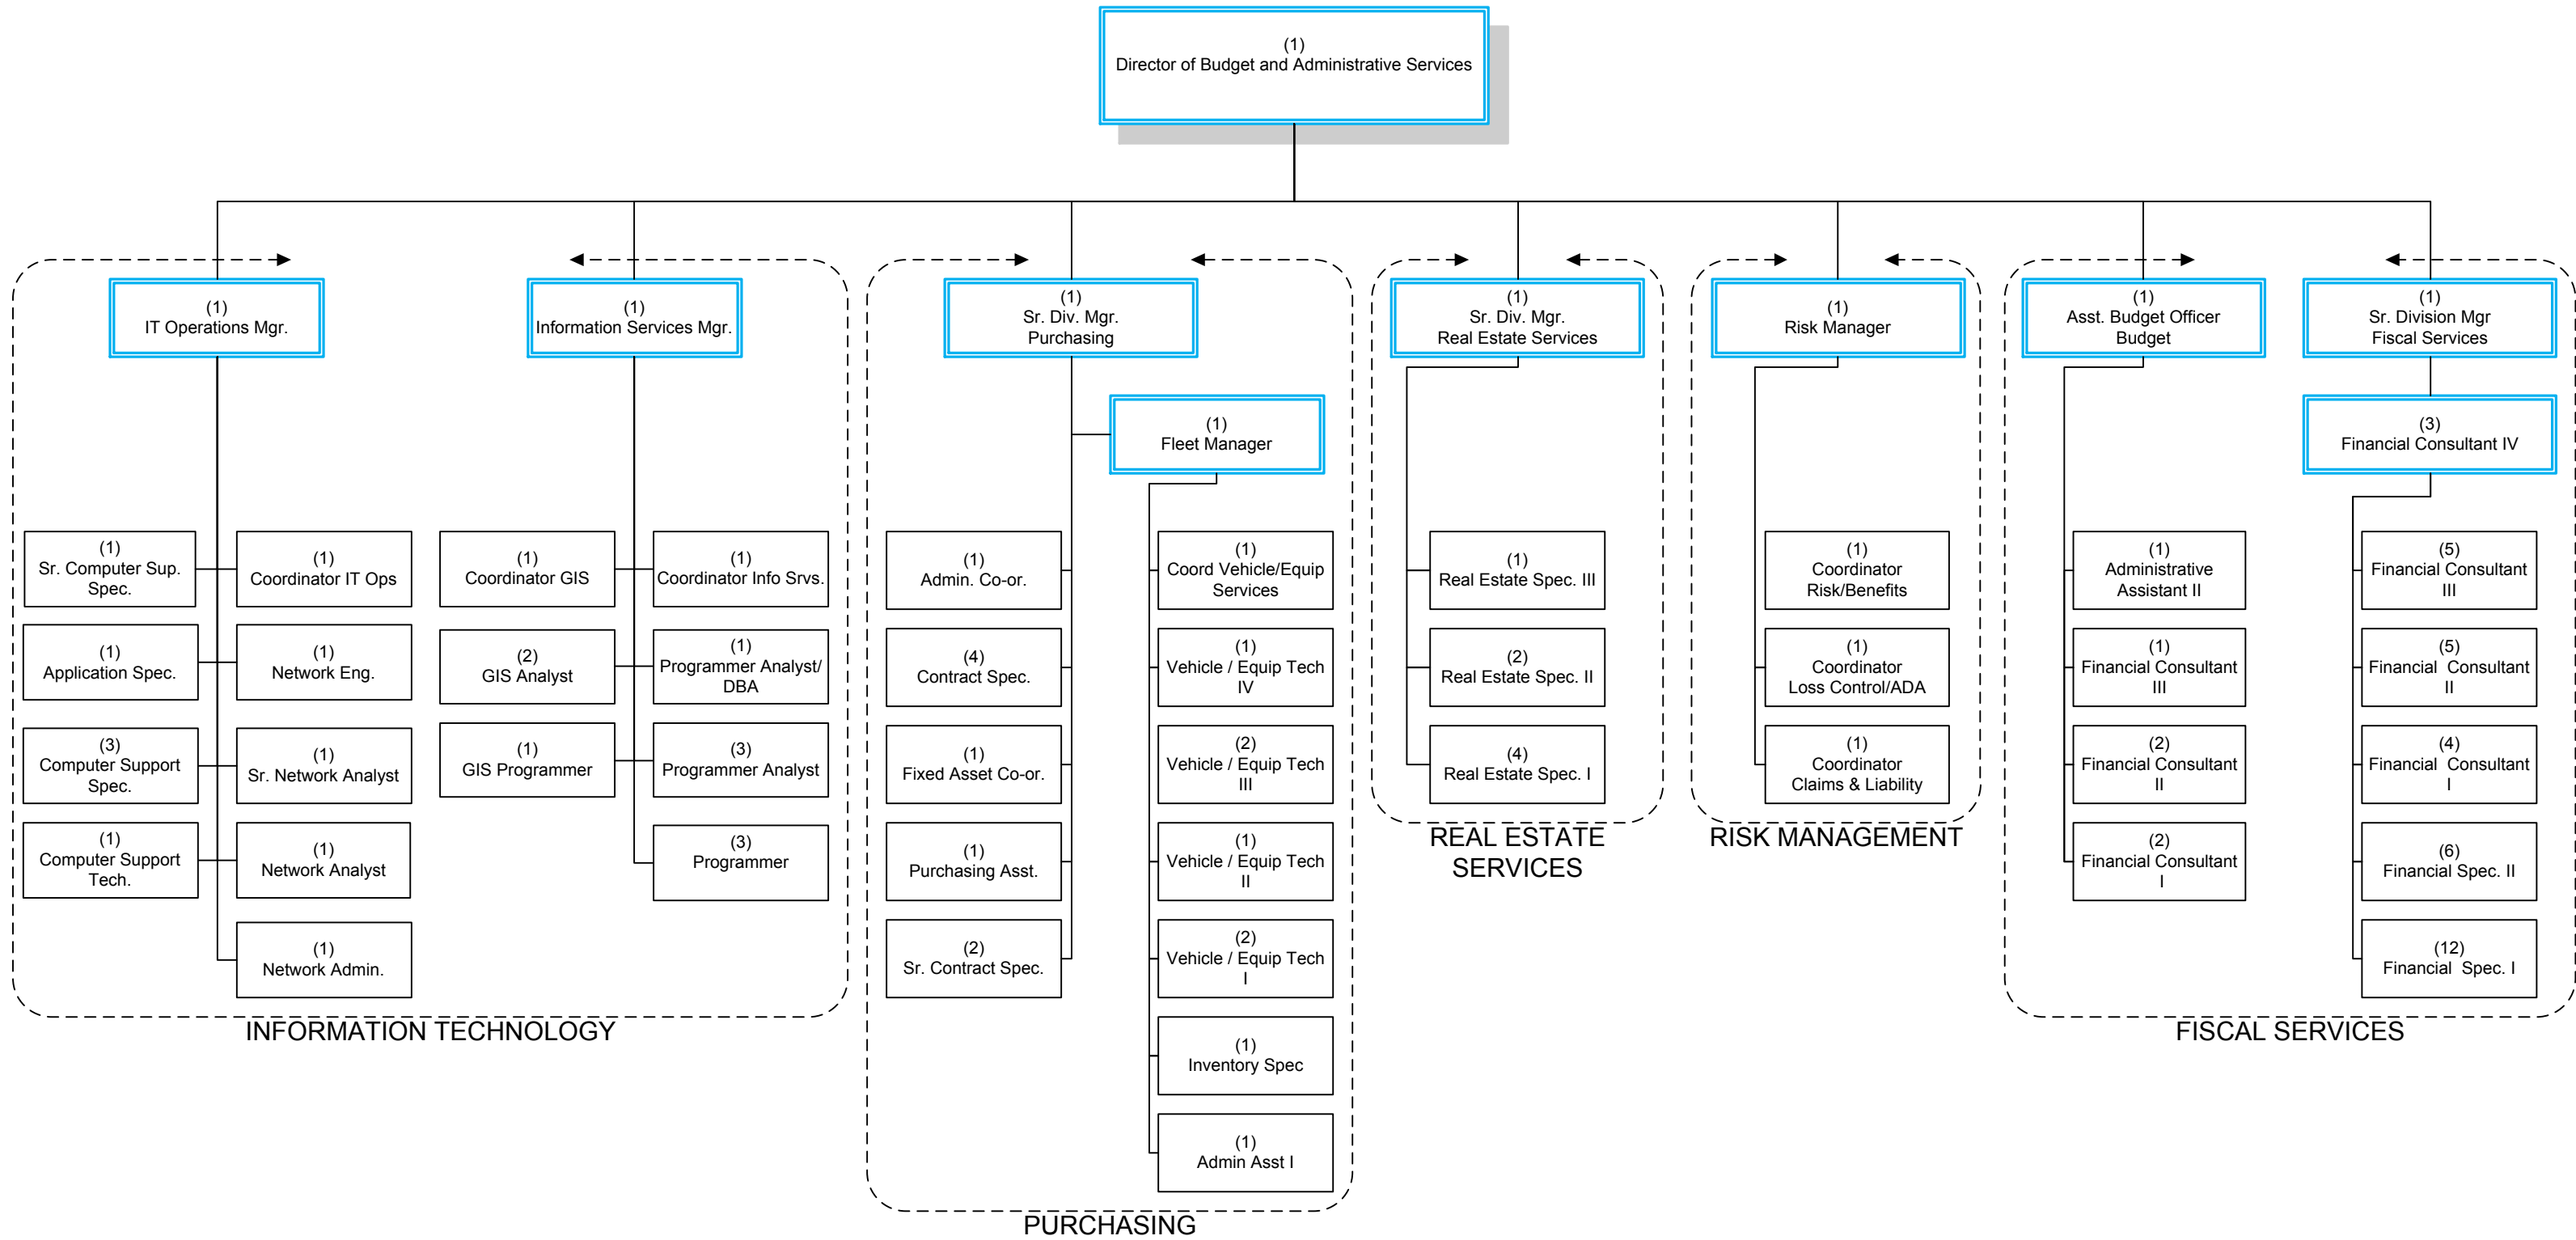 (1)
Director of Budget and Administrative Services
(1)
IT Operations Mgr.
(1)
Information Services Mgr.
(1)
Sr. Div. Mgr.
Purchasing
(1)
Sr. Div. Mgr.
Real Estate Services
(1)
Risk Manager
(1)
Asst. Budget Officer
Budget
(1)
Sr. Division Mgr
Fiscal Services
(1)
Fleet Manager
(3)
Financial Consultant IV
(1)
Sr. Computer Sup.
Spec.
(1)
Coordinator IT Ops
(1)
Application Spec.
(1)
Network Eng.
(3)
Computer Support
Spec.
(1)
Sr. Network Analyst
(1)
Computer Support
Tech.
(1)
Network Analyst
(1)
Network Admin.
(1)
Coordinator GIS
(1)
Coordinator Info Srvs.
(2)
GIS Analyst
(1)
Programmer Analyst/
DBA
(1)
GIS Programmer
(3)
Programmer Analyst
(3)
Programmer
INFORMATION TECHNOLOGY
(1)
Admin. Co-or.
(4)
Contract Spec.
(1)
Fixed Asset Co-or.
(1)
Purchasing Asst.
(2)
Sr. Contract Spec.
(1)
Coord Vehicle/Equip
Services
(1)
Vehicle / Equip Tech
IV
(2)
Vehicle / Equip Tech
III
(1)
Vehicle / Equip Tech
II
(2)
Vehicle / Equip Tech
I
(1)
Inventory Spec
(1)
Admin Asst I
PURCHASING
(1)
Real Estate Spec. III
(2)
Real Estate Spec. II
(4)
Real Estate Spec. I
REAL ESTATE
SERVICES
(1)
Coordinator
Risk/Benefits
(1)
Coordinator
Loss Control/ADA
(1)
Coordinator
Claims & Liability
RISK MANAGEMENT
(1)
Administrative
Assistant II
(1)
Financial Consultant
III
(2)
Financial Consultant
II
(2)
Financial Consultant
I
(5)
Financial Consultant
III
(5)
Financial Consultant
II
(4)
Financial Consultant
I
(6)
Financial Spec. II
(12)
Financial Spec. I
FISCAL SERVICES